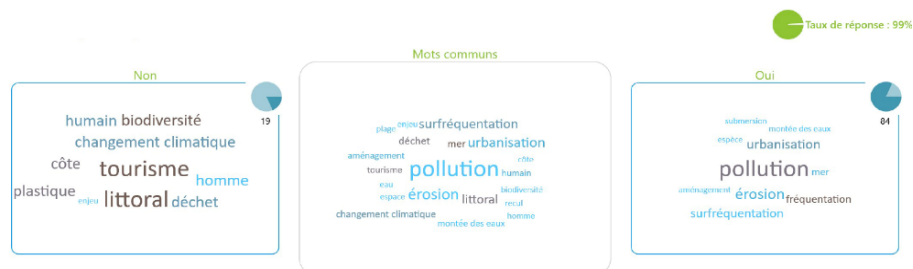 Taux de réponse : 99%
Mots communs
Non
Oui
19
humain biodiversité
changement climatique
côte
tourisme
homme
plastique
enjeu
littoral
déchet
plage
enjeu
surfréquentation
déchet
mer
urbanisation
aménagement
côte
tourisme
pollution
humain
eau
biodiversité
espace
érosion
littoral
recul
changement climatique
homme
montée des eaux
84
submersion
montée des eaux
espèce
urbanisation
pollution
mer
aménagement
érosion
fréquentation
surfréquentation